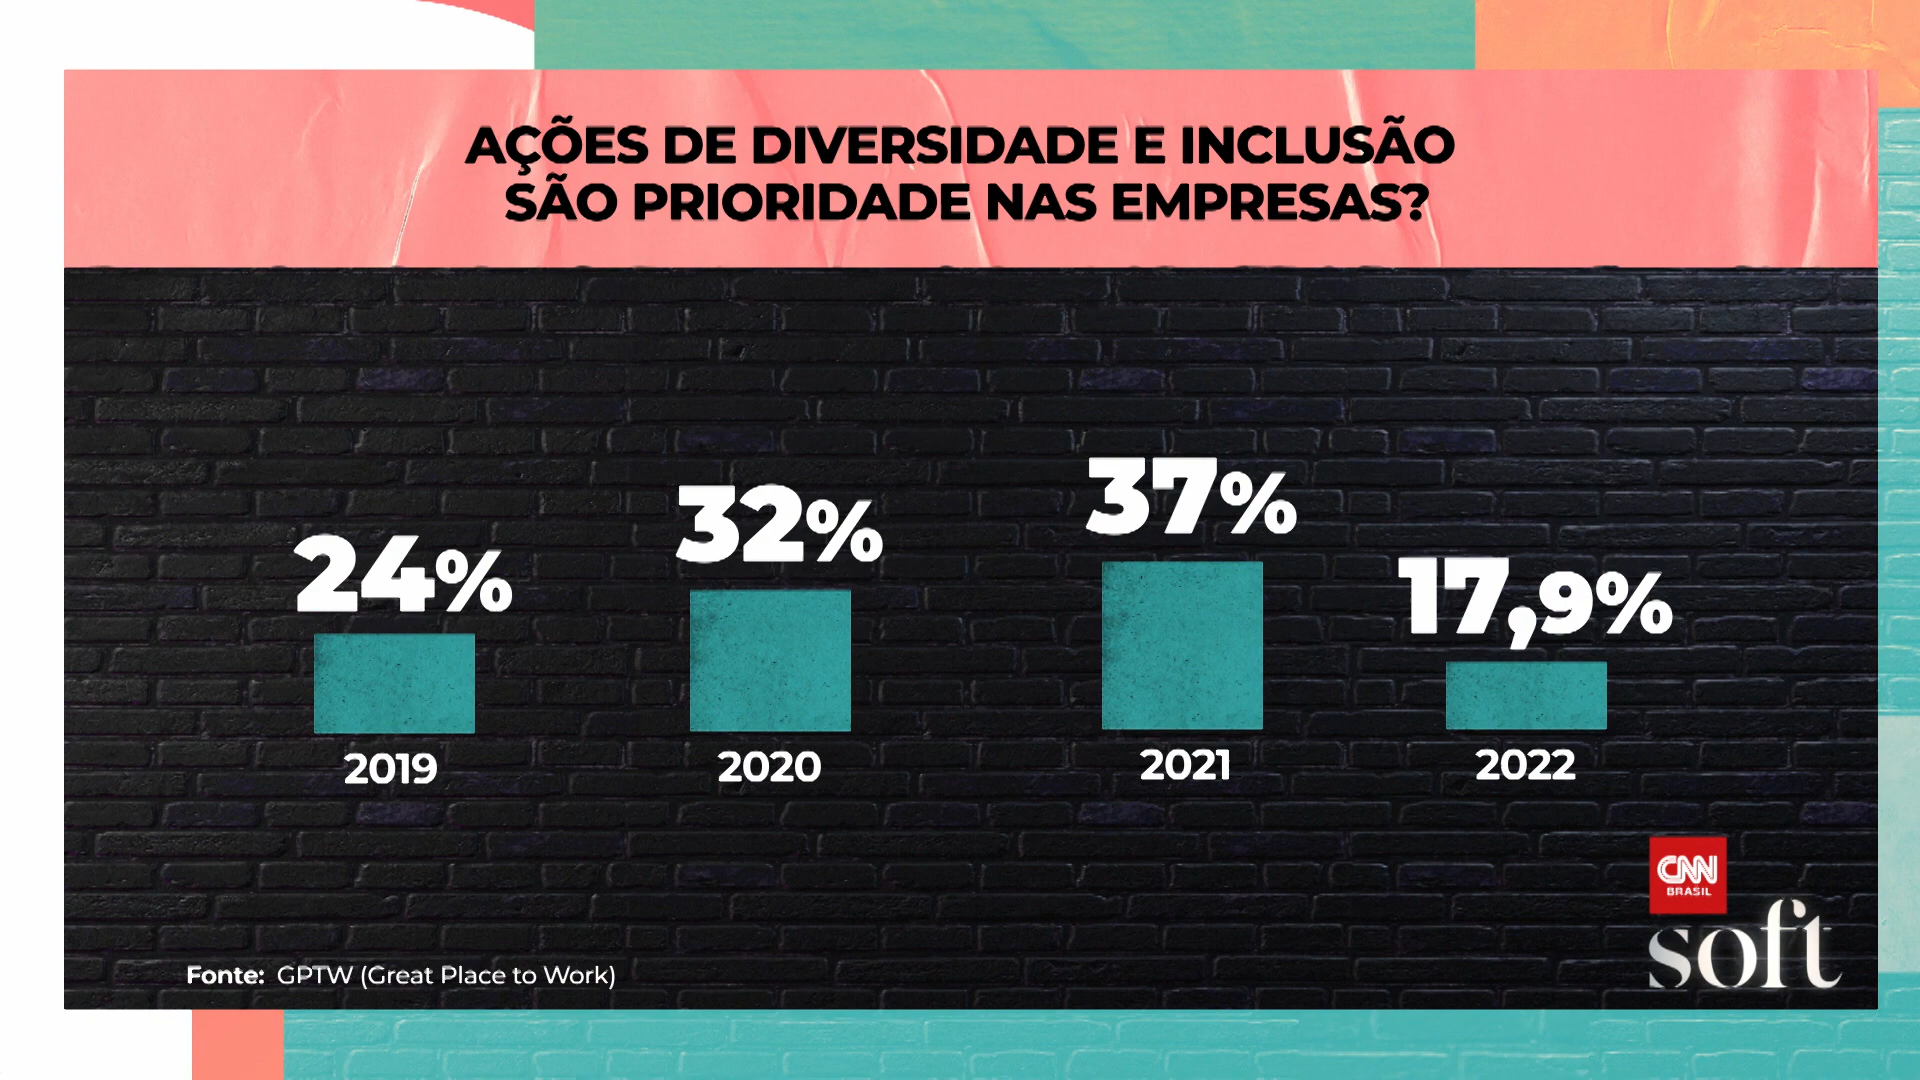 AÇÕES DE DIVERSIDADE E INCLUSÃO
SÃO PRIORIDADE NAS EMPRESAS?
24%
32%
37%
17,9%
2019
2020
2021
2022
CNN
BRASIL
soft
Fonte: GPTW (Great Place to Work)